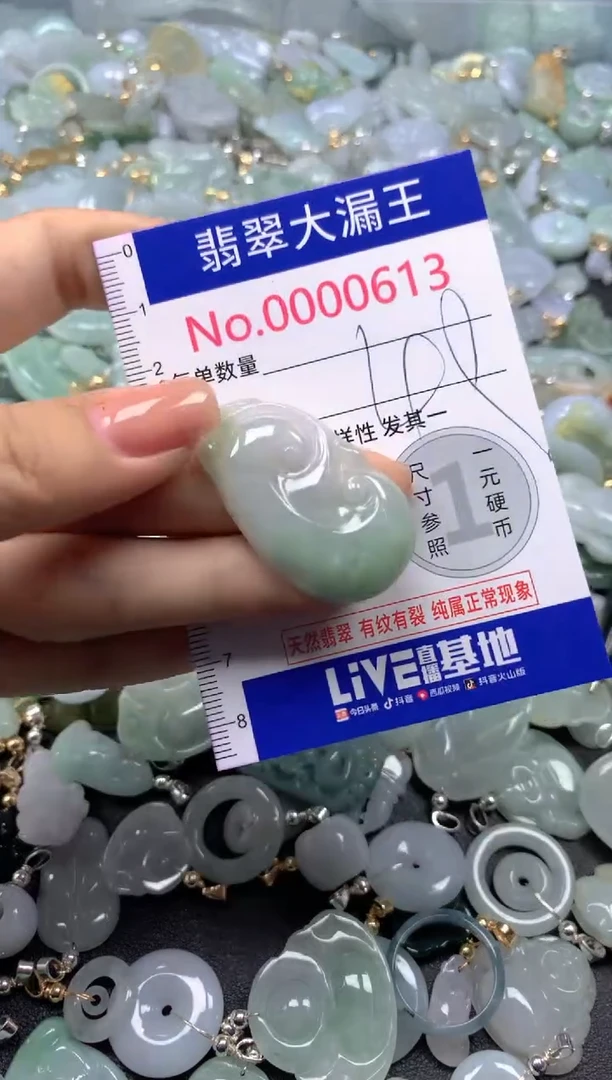 翡翠大漏王
No.0000613
单数量
样性 发其一
尺寸参照
1
一元硬币
天然翡翠 有纹有裂 纯属正常现象
LiVE直播基地
今日头条 抖音 西瓜视频 抖音火山版
0
1
2
7
8